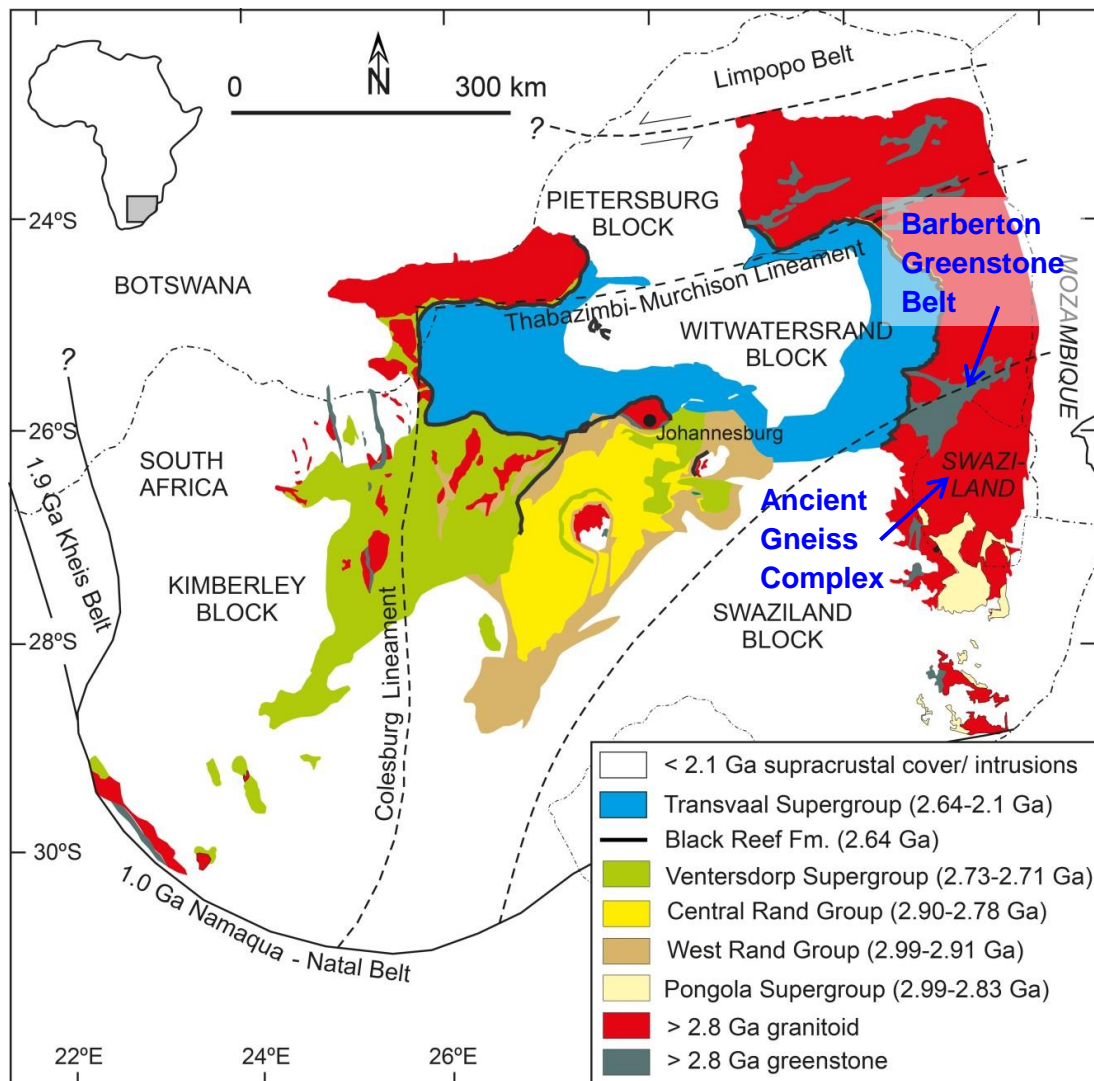 Limpopo Belt
N
0 300 km
?
24°S
PIETERSBURG
BLOCK
Barberton
Greenstone
Belt
BOTSWANA
Thabazimbi-Murchison Lineament
MOZAMBIQUE
WITWATERSRAND
BLOCK
?
26°S
Johannesburg
SOUTH
AFRICA
SWAZI-
LAND
Ancient
Gneiss
Complex
1.9 Ga Kheis Belt
KIMBERLEY
BLOCK
SWAZILAND
BLOCK
28°S
Colesburg Lineament
30°S
1.0 Ga Namaqua - Natal Belt
< 2.1 Ga supracrustal cover/ intrusions
Transvaal Supergroup (2.64-2.1 Ga)
Black Reef Fm. (2.64 Ga)
Ventersdorp Supergroup (2.73-2.71 Ga)
Central Rand Group (2.90-2.78 Ga)
West Rand Group (2.99-2.91 Ga)
Pongola Supergroup (2.99-2.83 Ga)
> 2.8 Ga granitoid
> 2.8 Ga greenstone
22ºE 24ºE 26ºE